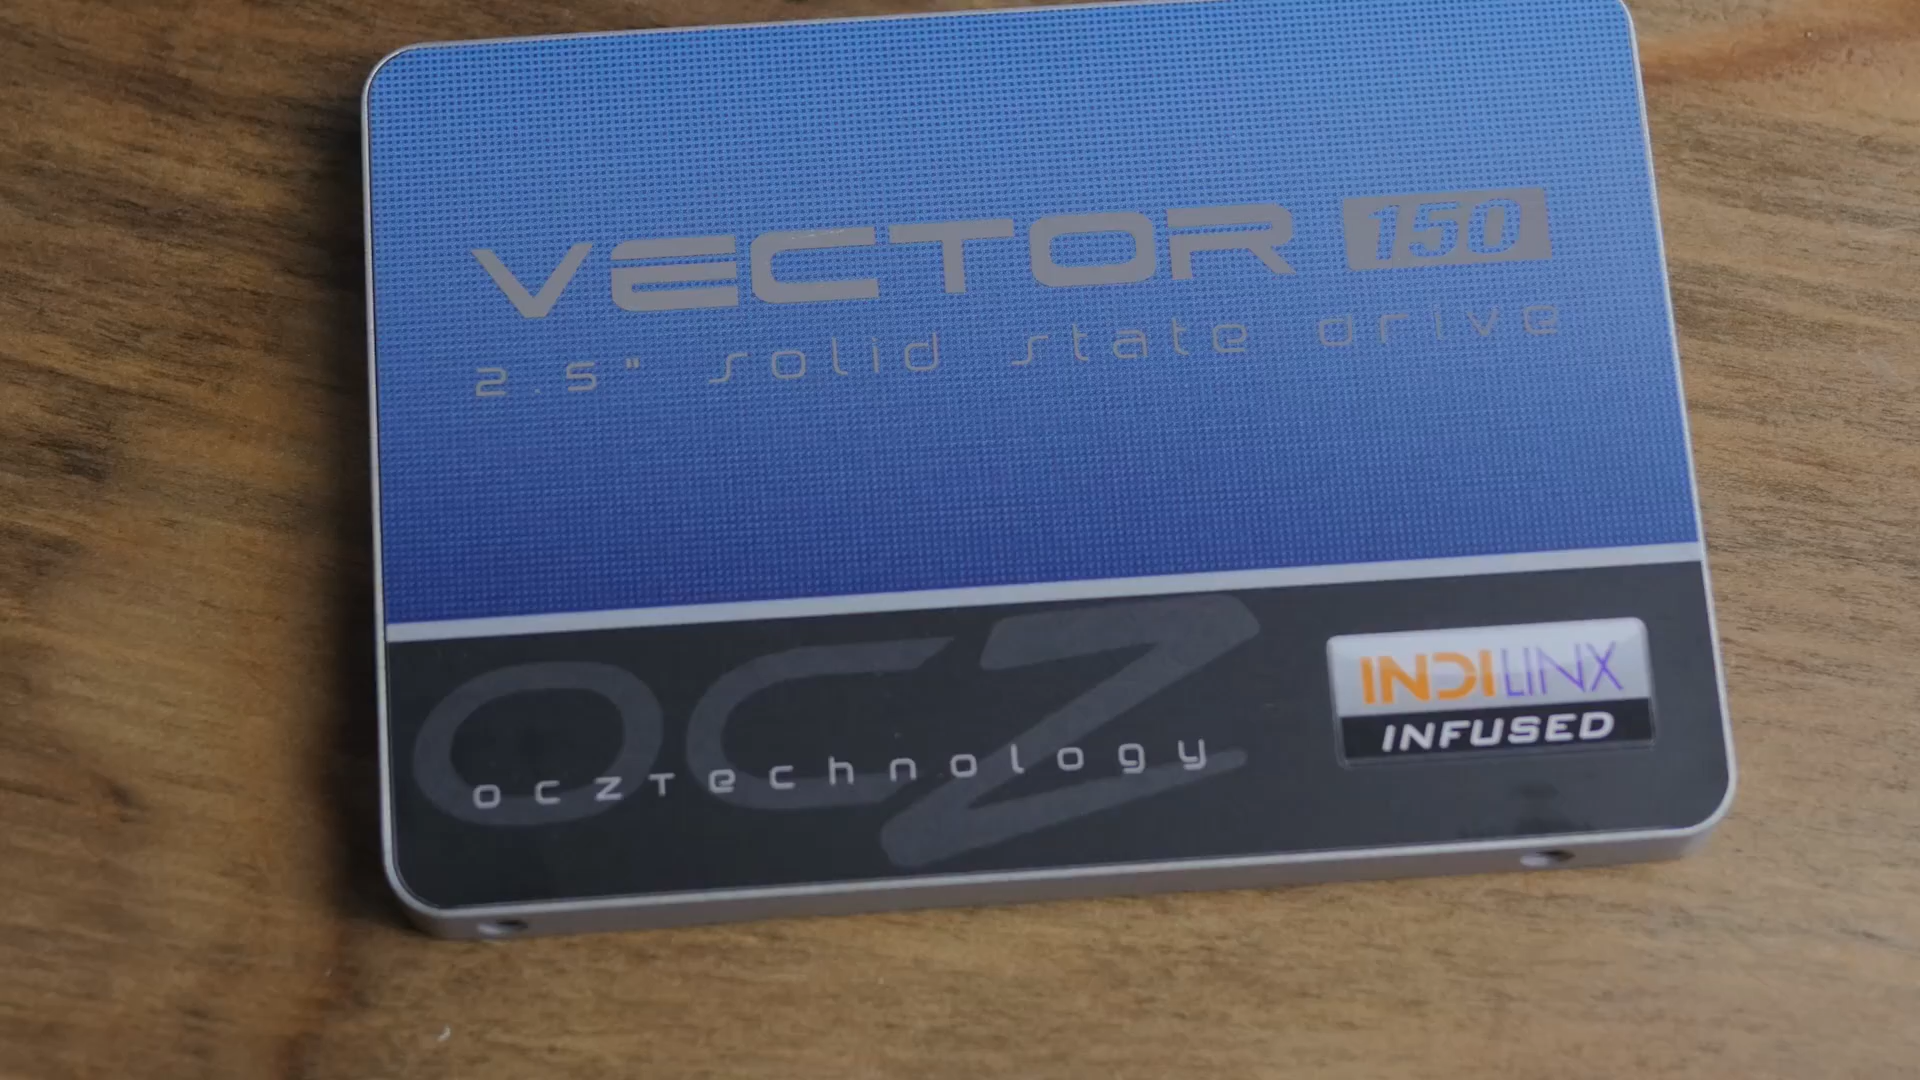 VECTOR 150
2.5" Solid State drive
OCZ
OCZTechnology
INDILINX
INFUSED